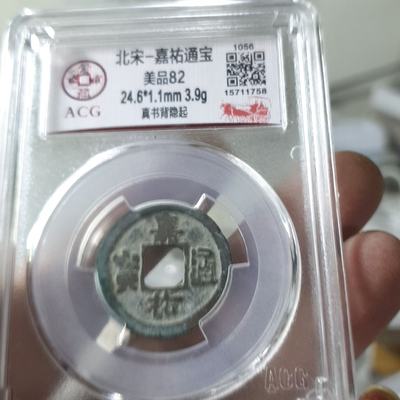 北宋-嘉祐通宝
美品82
24.6*1.1mm 3.9g
真书背隐起
ACG
1056
15711758
嘉
通
寳
祐
ACG